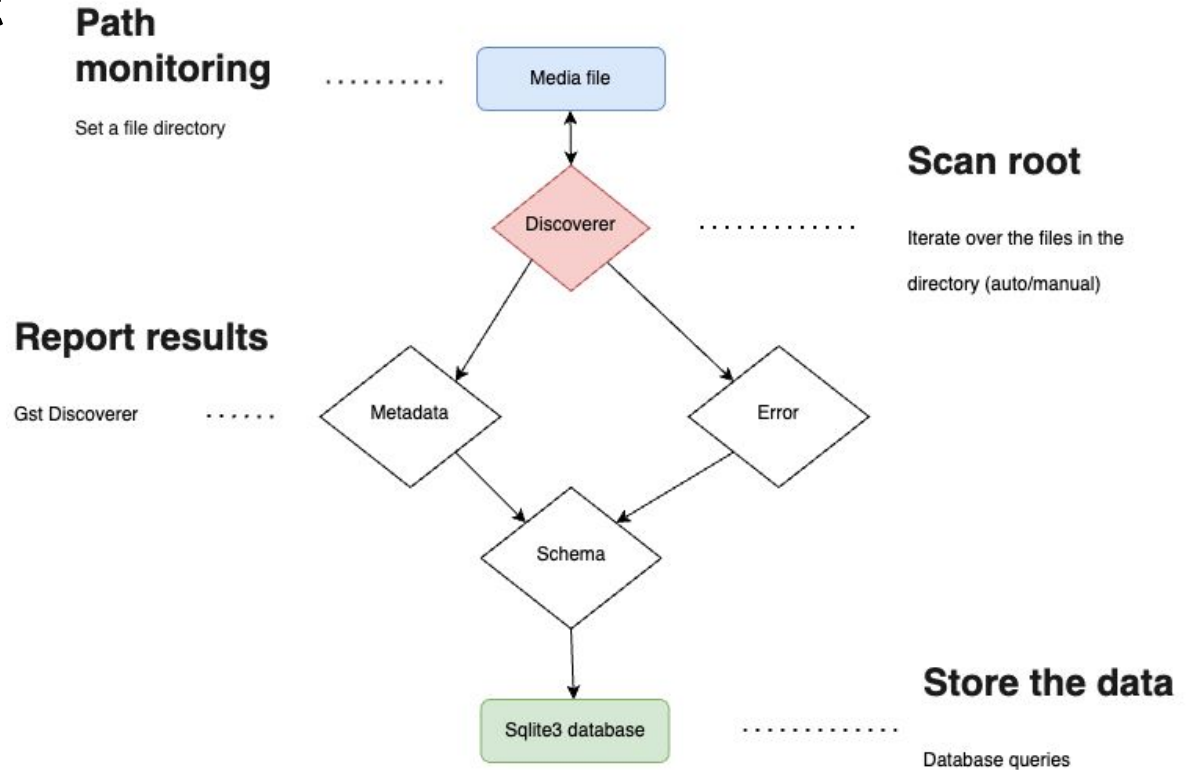 Path
monitoring
Set a file directory
Media file
Scan root
Discoverer
Iterate over the files in the
directory (auto/manual)
Report results
Gst Discoverer
Metadata
Error
Schema
Store the data
Sqlite3 database
Database queries